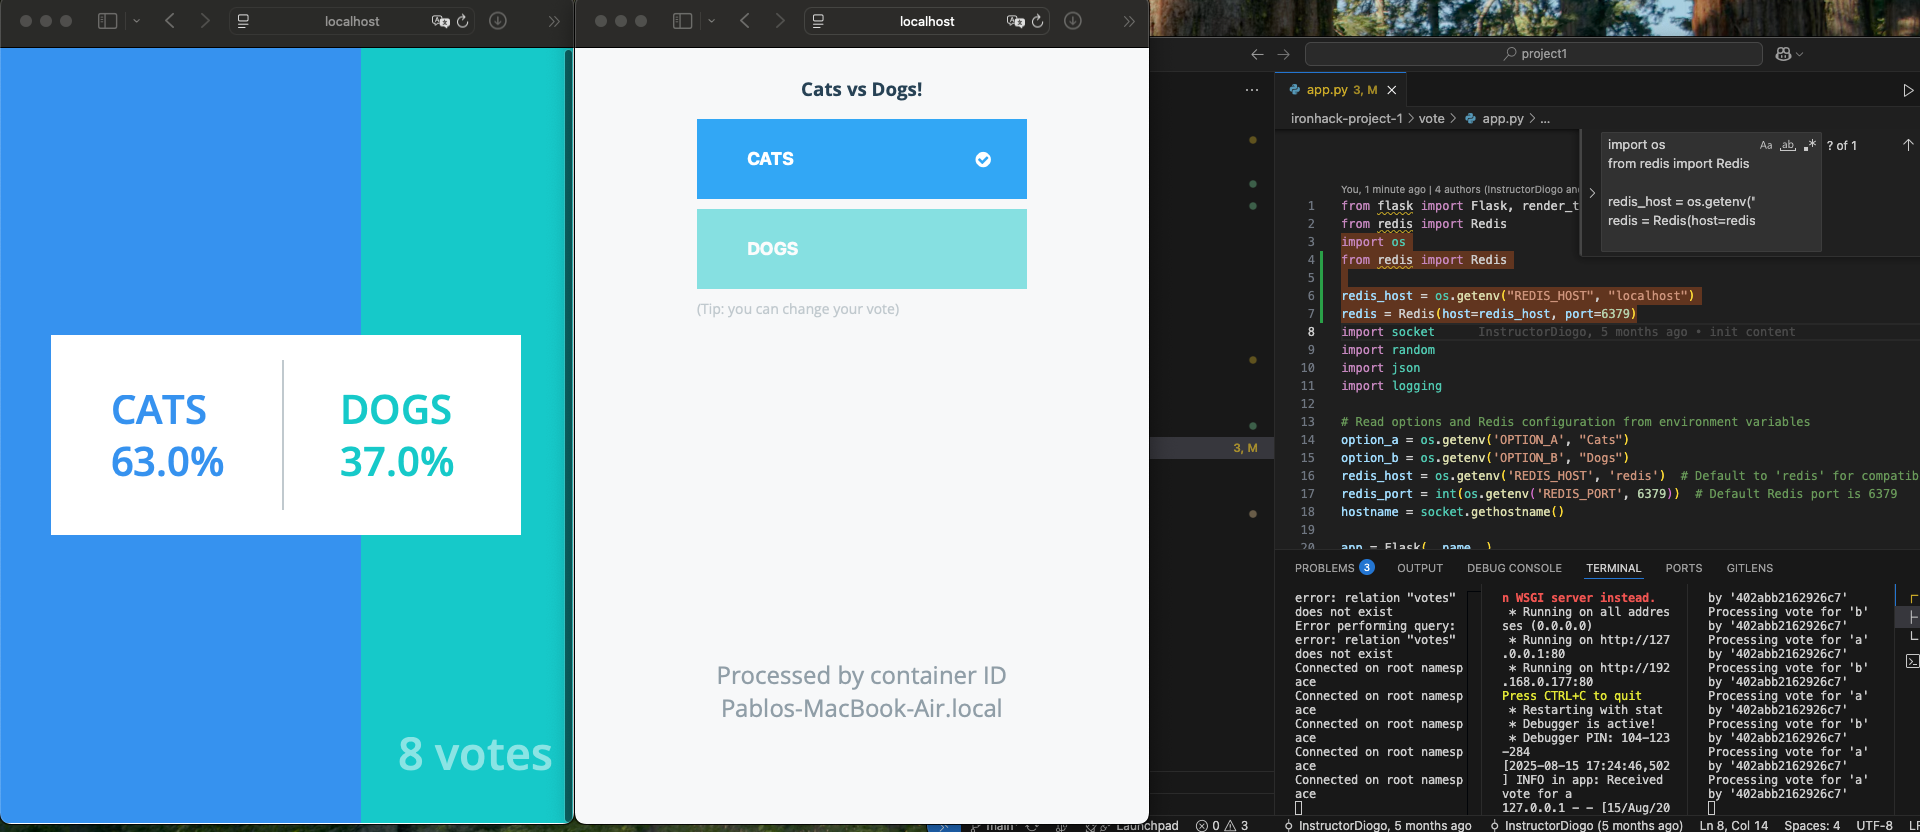 localhost
CATS
63.0%
DOGS
37.0%
8 votes
localhost
Cats vs Dogs!
CATS
DOGS
(Tip: you can change your vote)
Processed by container ID
Pablos-MacBook-Air.local
project1
app.py 3, M
ironhack-project-1 > vote > app.py > ...
import os
from redis import Redis
redis_host = os.getenv("
redis = Redis(host=redis
Aa ab .* ? of 1
You, 1 minute ago | 4 authors (InstructorDiogo and
1 from flask import Flask, render_t
2 from redis import Redis
3 import os
4 from redis import Redis
5
6 redis_host = os.getenv("REDIS_HOST", "localhost")
7 redis = Redis(host=redis_host, port=6379)
8 import socket InstructorDiogo, 5 months ago • init content
9 import random
10 import json
11 import logging
12
13 # Read options and Redis configuration from environment variables
14 option_a = os.getenv('OPTION_A', "Cats")
15 option_b = os.getenv('OPTION_B', "Dogs")
16 redis_host = os.getenv('REDIS_HOST', 'redis') # Default to 'redis' for compatib
17 redis_port = int(os.getenv('REDIS_PORT', 6379)) # Default Redis port is 6379
18 hostname = socket.gethostname()
19
20 app = Flask(__name__)
3, M
PROBLEMS 3 OUTPUT DEBUG CONSOLE TERMINAL PORTS GITLENS
error: relation "votes"
does not exist
Error performing query:
error: relation "votes"
does not exist
Connected on root namesp
ace
Connected on root namesp
ace
Connected on root namesp
ace
Connected on root namesp
ace
Connected on root namesp
ace
n WSGI server instead.
* Running on all addres
ses (0.0.0.0)
* Running on http://127
.0.0.1:80
* Running on http://192
.168.0.177:80
Press CTRL+C to quit
* Restarting with stat
* Debugger is active!
* Debugger PIN: 104-123
-284
[2025-08-15 17:24:46,502
] INFO in app: Received
vote for a
127.0.0.1 - - [15/Aug/20
by '402abb2162926c7'
Processing vote for 'b'
by '402abb2162926c7'
Processing vote for 'a'
by '402abb2162926c7'
Processing vote for 'b'
by '402abb2162926c7'
Processing vote for 'a'
by '402abb2162926c7'
Processing vote for 'b'
by '402abb2162926c7'
Processing vote for 'a'
by '402abb2162926c7'
Processing vote for 'a'
by '402abb2162926c7'
main* Launchpad 0 3 InstructorDiogo, 5 months ago InstructorDiogo (5 months ago) Ln 8, Col 14 Spaces: 4 UTF-8 LF